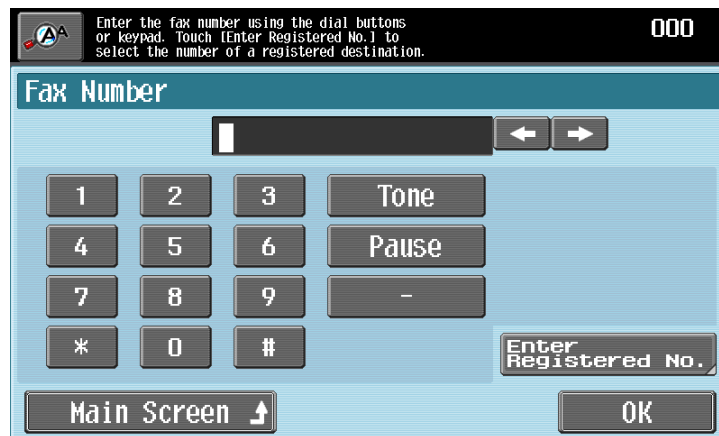 Enter the fax number using the dial buttons
or keypad. Touch [Enter Registered No.] to
select the number of a registered destination.
000
AA
Fax Number
1 2 3 Tone
4 5 6 Pause
7 8 9 -
* 0 #
Enter
Registered No.
Main Screen OK